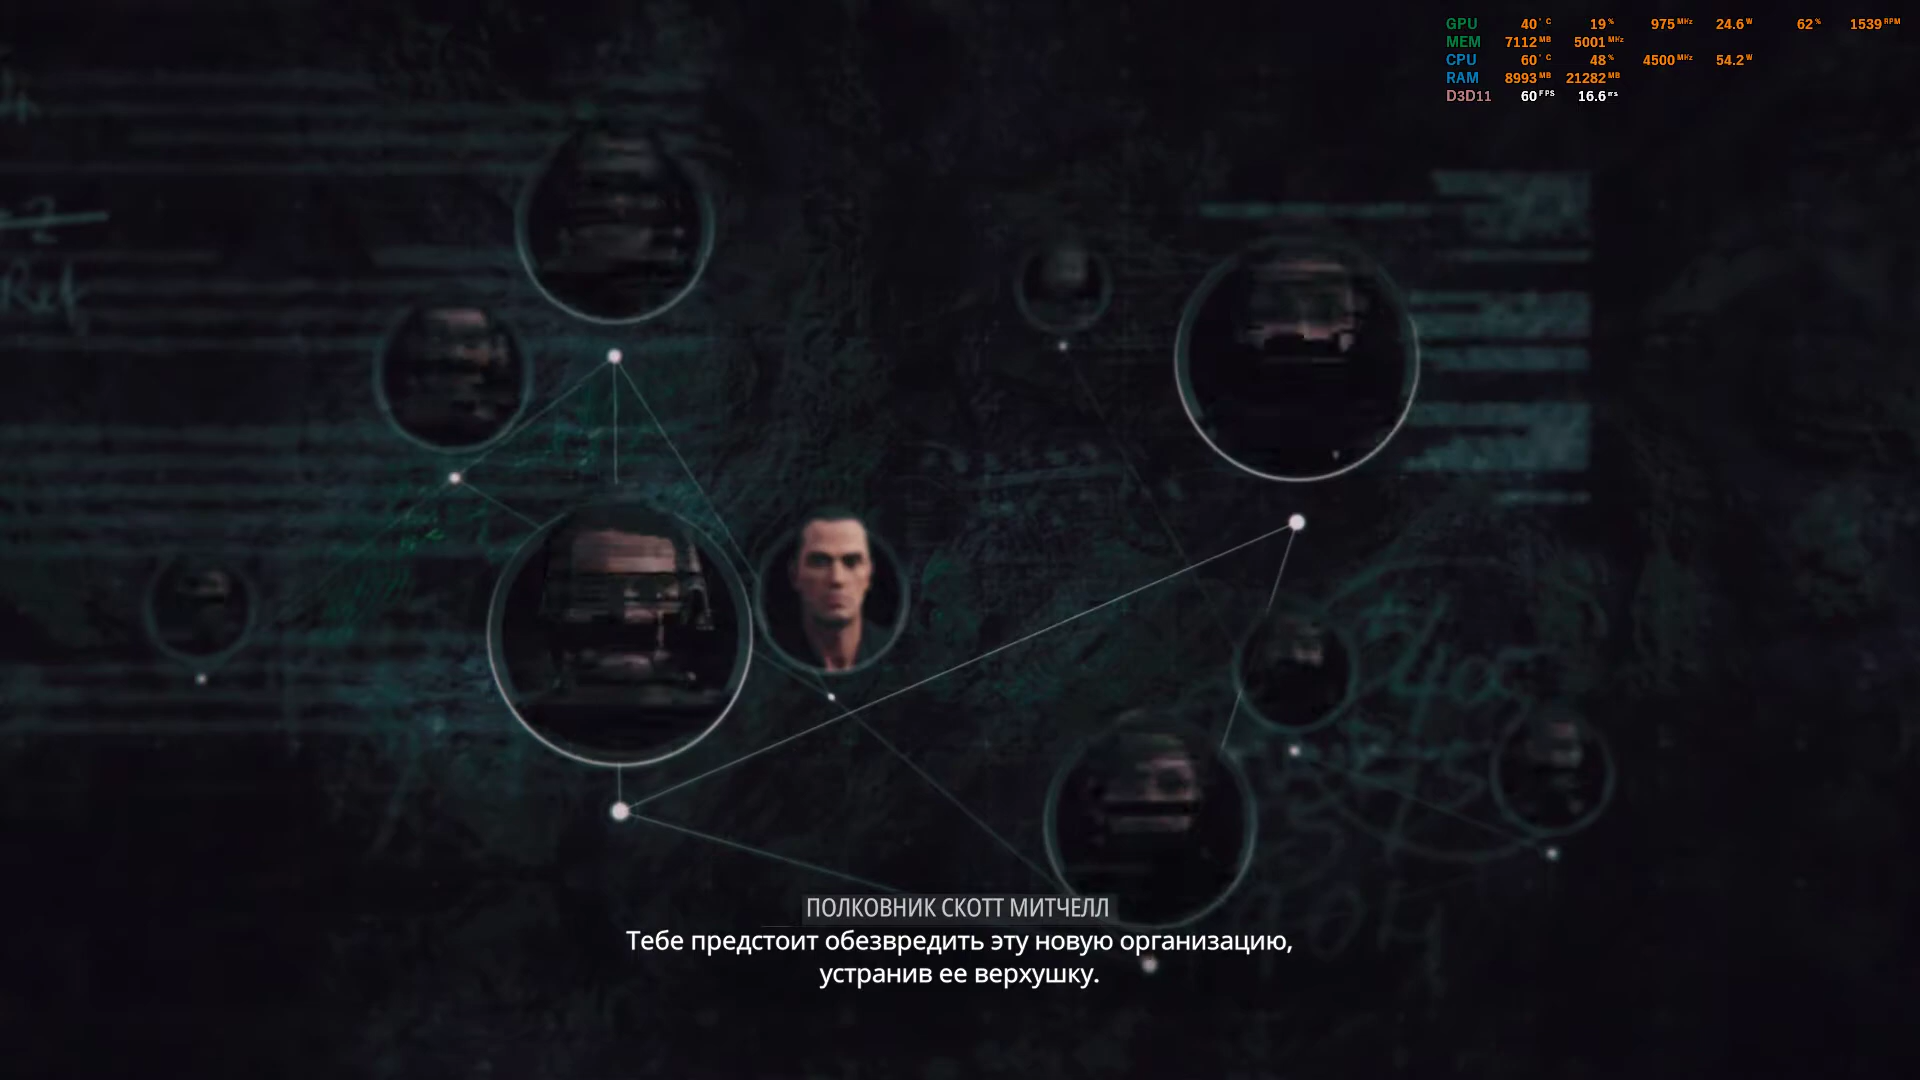 GPU 40°C 19% 975MHz 24.6W 62% 1539RPM
MEM 7112MB 5001MHz
CPU 60°C 48% 4500MHz 54.2W
RAM 8993MB 21282MB
D3D11 60FPS 16.6ms
ПОЛКОВНИК СКОТТ МИТЧЕЛЛ
Тебе предстоит обезвредить эту новую организацию,
устранив ее верхушку.